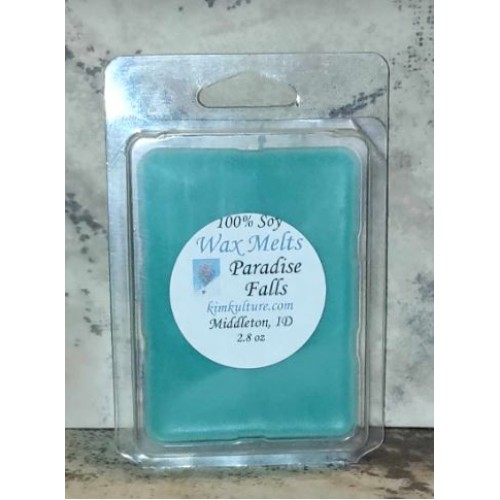 100% Soy
Wax Melts
Paradise
Falls
kimkulture.com
Middleton, ID
2.8 oz